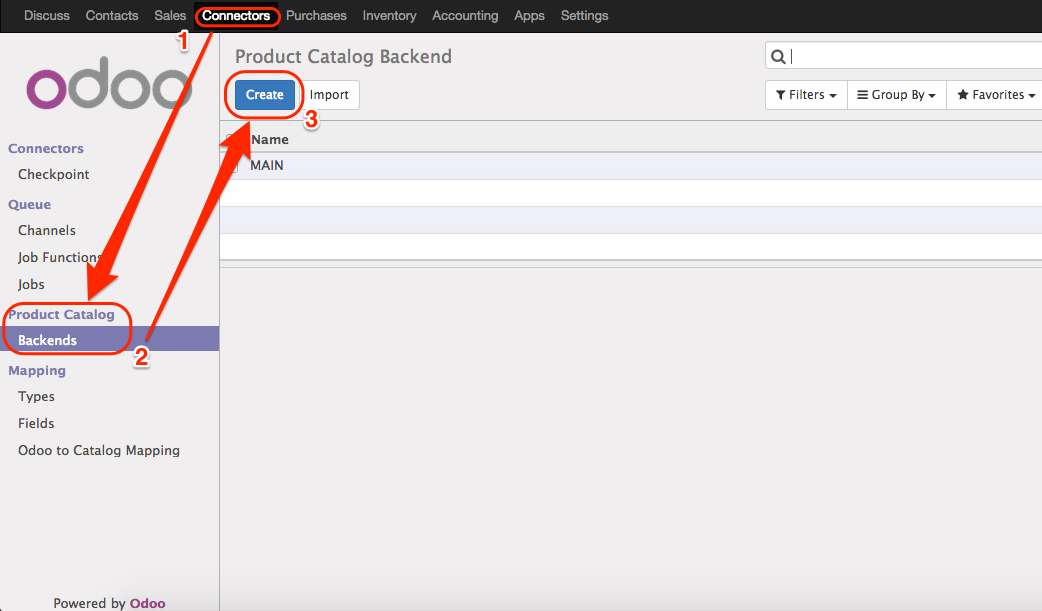 Discuss Contacts Sales Connectors Purchases Inventory Accounting Apps Settings
1
odoo
Product Catalog Backend
Create Import
3
Filters Group By Favorites
Connectors
Checkpoint
Queue
Channels
Job Functions
Jobs
Product Catalog
Backends
2
Mapping
Types
Fields
Odoo to Catalog Mapping
Name
MAIN
Powered by Odoo